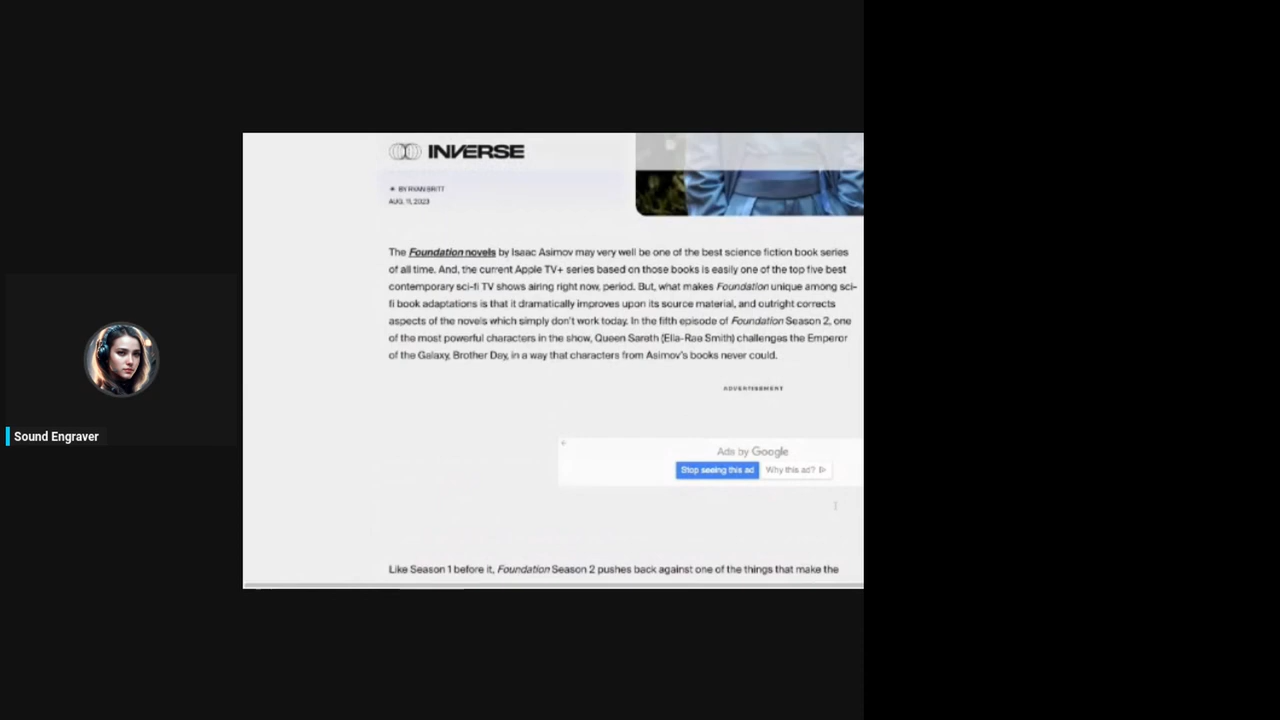 INVERSE
BY RYAN BRITT
AUG. 11, 2023
The Foundation novels by Isaac Asimov may very well be one of the best science fiction book series
of all time. And, the current Apple TV+ series based on those books is easily one of the top five best
contemporary sci-fi TV shows airing right now, period. But, what makes Foundation unique among sci-
fi book adaptations is that it dramatically improves upon its source material, and outright corrects
aspects of the novels which simply don't work today. In the fifth episode of Foundation Season 2, one
of the most powerful characters in the show, Queen Sareth (Ella-Rae Smith) challenges the Emperor
of the Galaxy, Brother Day, in a way that characters from Asimov's books never could.
ADVERTISEMENT
Ads by Google
Stop seeing this ad Why this ad?
Sound Engraver
Like Season 1 before it, Foundation Season 2 pushes back against one of the things that make the